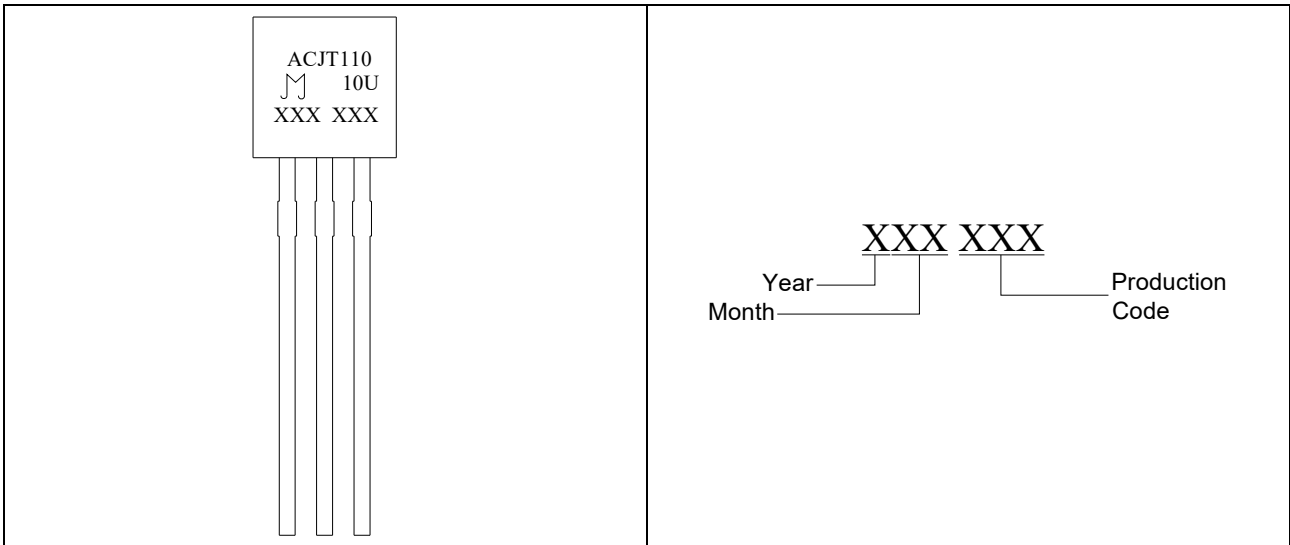 ACJT110
10U
XXX XXX
XXX XXX
Year
Month
Production
Code